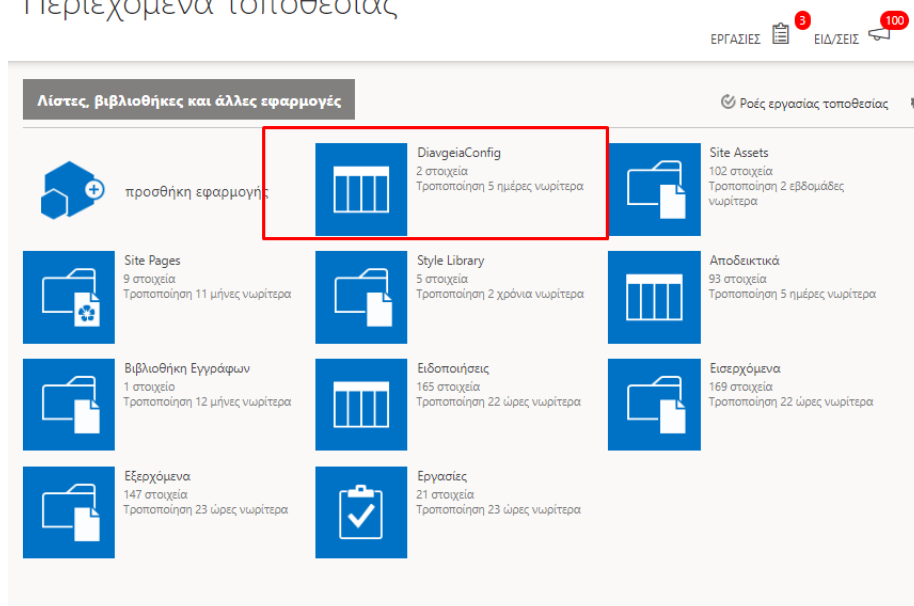 Περιεχόμενα τοποθεσίας
ΕΡΓΑΣΙΕΣ 3 ΕΙΔ/ΣΕΙΣ 100
Λίστες, βιβλιοθήκες και άλλες εφαρμογές
Ροές εργασίας τοποθεσίας
προσθήκη εφαρμογής
DiavgeiaConfig
2 στοιχεία
Τροποποίηση 5 ημέρες νωρίτερα
Site Assets
102 στοιχεία
Τροποποίηση 2 εβδομάδες
νωρίτερα
Site Pages
9 στοιχεία
Τροποποίηση 11 μήνες νωρίτερα
Style Library
5 στοιχεία
Τροποποίηση 2 χρόνια νωρίτερα
Αποδεικτικά
93 στοιχεία
Τροποποίηση 5 ημέρες νωρίτερα
Βιβλιοθήκη Εγγράφων
1 στοιχείο
Τροποποίηση 12 μήνες νωρίτερα
Ειδοποιήσεις
165 στοιχεία
Τροποποίηση 22 ώρες νωρίτερα
Εισερχόμενα
169 στοιχεία
Τροποποίηση 22 ώρες νωρίτερα
Εξερχόμενα
147 στοιχεία
Τροποποίηση 23 ώρες νωρίτερα
Εργασίες
21 στοιχεία
Τροποποίηση 23 ώρες νωρίτερα